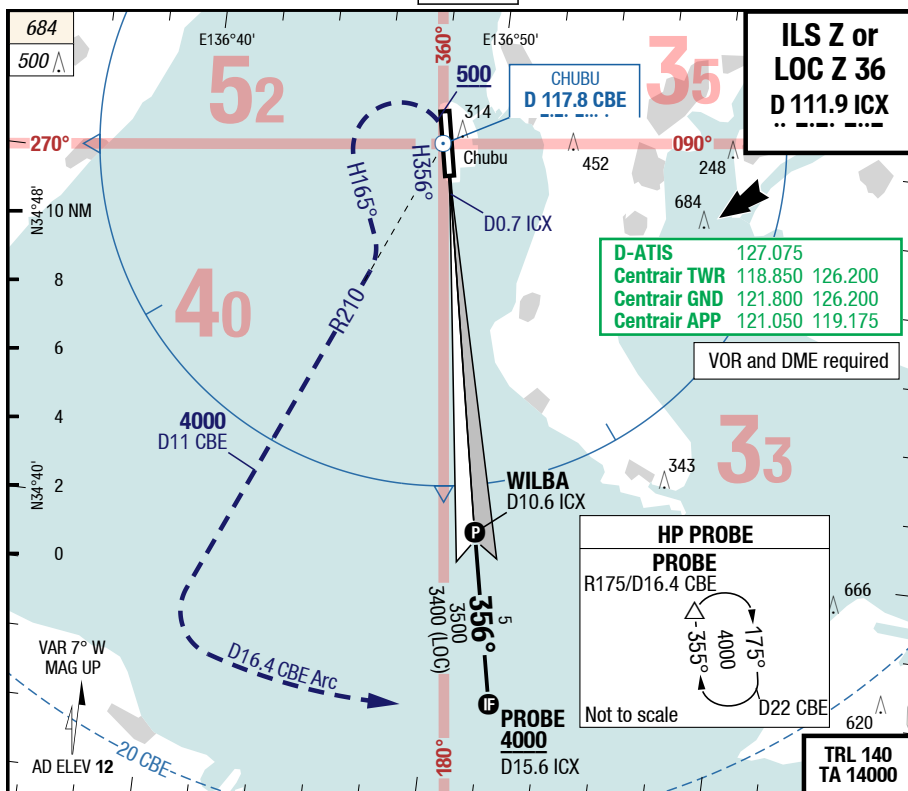 684
500
E136°40'
E136°50'
360°
52
35
ILS Z or
LOC Z 36
D 111.9 ICX
500
CHUBU
D 117.8 CBE
314
270°
090°
Chubu
452
248
H165°
H356°
D0.7 ICX
684
N34°48'
10 NM
8
6
4
2
0
N34°40'
D-ATIS 127.075
Centrair TWR 118.850 126.200
Centrair GND 121.800 126.200
Centrair APP 121.050 119.175
VOR and DME required
40
R210
33
4000
D11 CBE
343
WILBA
D10.6 ICX
P
HP PROBE
PROBE
R175/D16.4 CBE
355°
4000
175°
D22 CBE
Not to scale
666
5
356°
3500
3400 (LOC)
VAR 7° W
MAG UP
D16.4 CBE Arc
IF
PROBE
4000
D15.6 ICX
620
20 CBE
AD ELEV 12
180°
TRL 140
TA 14000